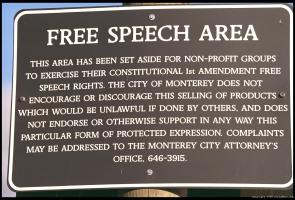 FREE SPEECH AREA
THIS AREA HAS BEEN SET ASIDE FOR NON-PROFIT GROUPS
TO EXERCISE THEIR CONSTITUTIONAL 1st AMENDMENT FREE
SPEECH RIGHTS. THE CITY OF MONTEREY DOES NOT
ENCOURAGE OR DISCOURAGE THIS SELLING OF PRODUCTS
WHICH WOULD BE UNLAWFUL IF DONE BY OTHERS, AND DOES
NOT ENDORSE OR OTHERWISE SUPPORT IN ANY WAY THIS
PARTICULAR FORM OF PROTECTED EXPRESSION. COMPLAINTS
MAY BE ADDRESSED TO THE MONTEREY CITY ATTORNEY'S
OFFICE, 646-3915.